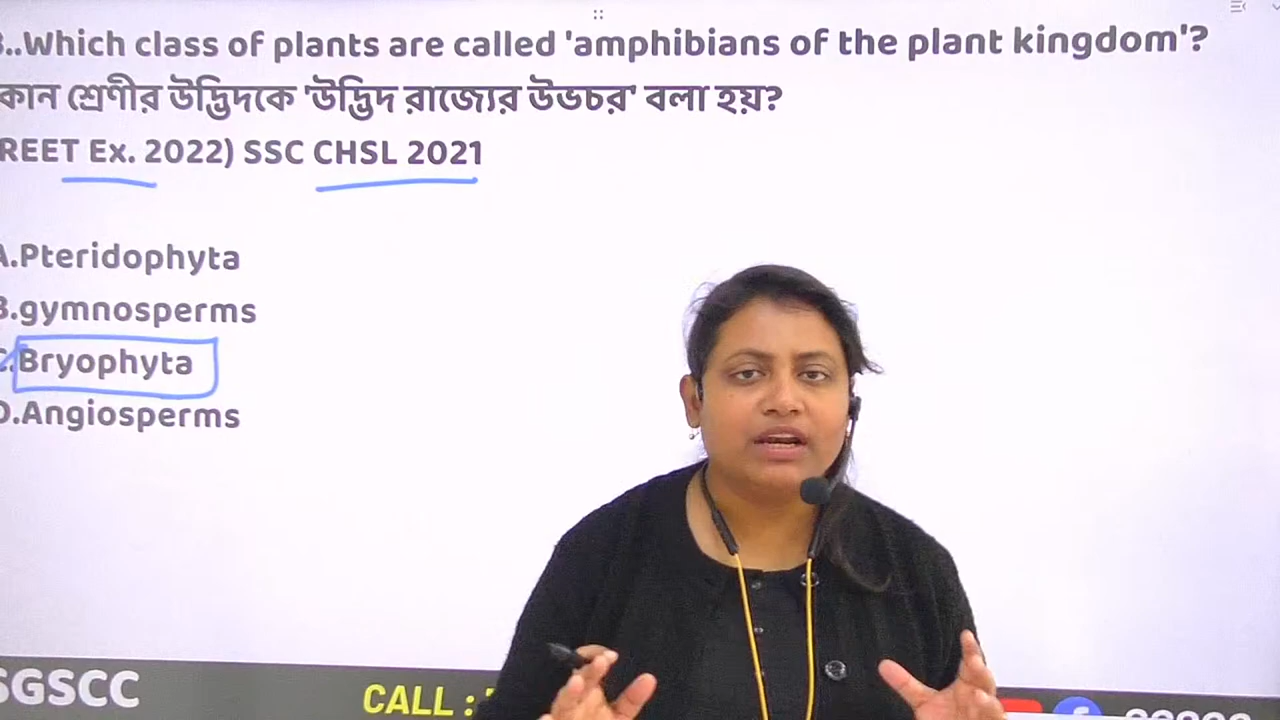 ..Which class of plants are called 'amphibians of the plant kingdom'?
কোন শ্রেণীর উদ্ভিদকে 'উদ্ভিদ রাজ্যের উভচর' বলা হয়?
REET Ex. 2022) SSC CHSL 2021
A.Pteridophyta
B.gymnosperms
C.Bryophyta
D.Angiosperms
SGSCC
CALL :